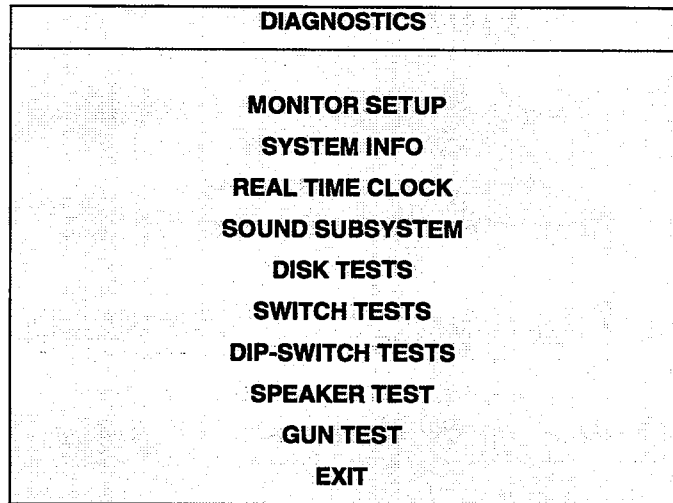 DIAGNOSTICS
MONITOR SETUP
SYSTEM INFO
REAL TIME CLOCK
SOUND SUBSYSTEM
DISK TESTS
SWITCH TESTS
DIP-SWITCH TESTS
SPEAKER TEST
GUN TEST
EXIT